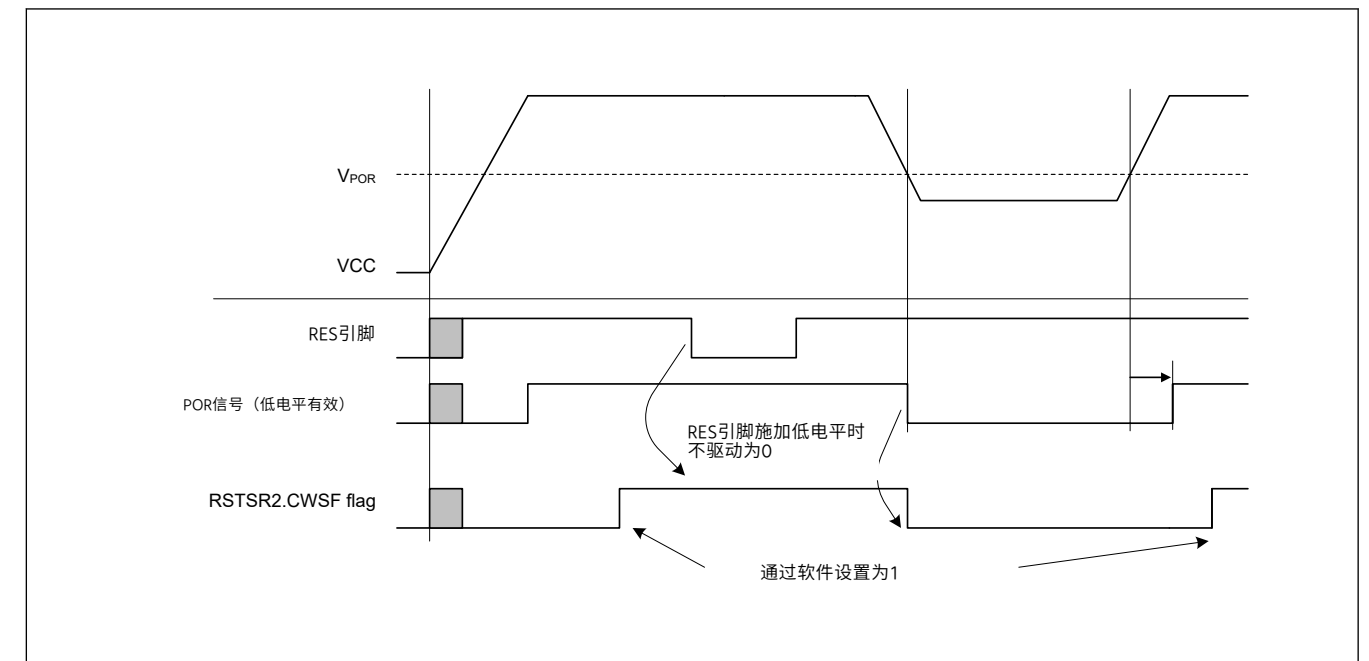 VPOR
VCC
RES引脚
POR信号（低电平有效）
RES引脚施加低电平时
不驱动为0
RSTSR2.CWSF flag
通过软件设置为1